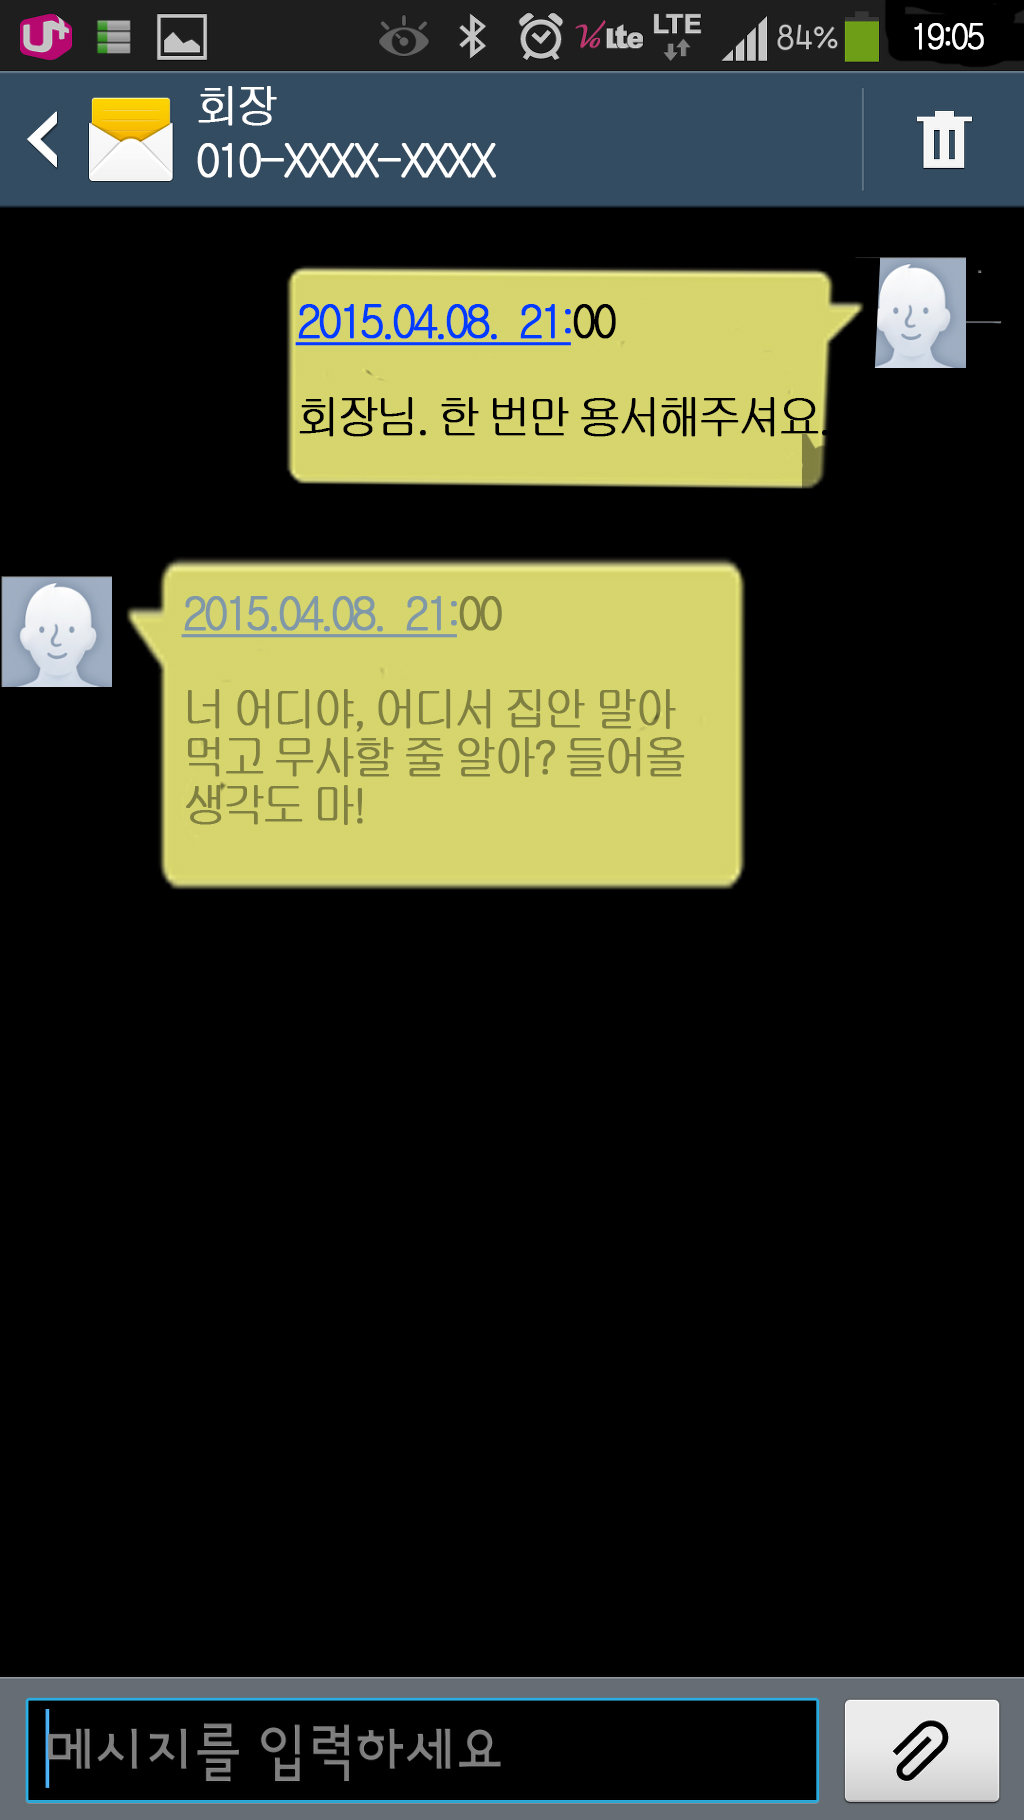 U+
VoLte
LTE
84%
19:05
회장
010-XXXX-XXXX
2015.04.08. 21:00
회장님. 한 번만 용서해주셔요.
2015.04.08. 21:00
너 어디야, 어디서 집안 말아
먹고 무사할 줄 알아? 들어올
생각도 마!
메시지를 입력하세요